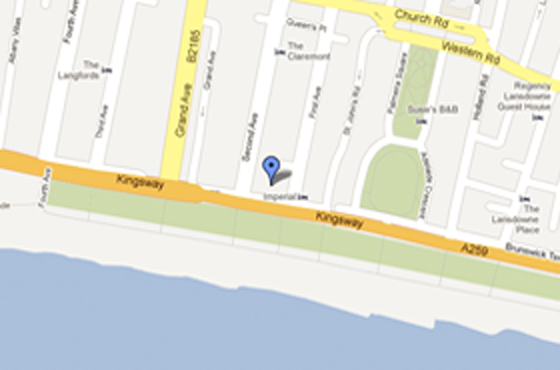 Church Rd
Western Rd
Queen's Pl
The
Claremont
Fourth Ave
B2185
Grand Ave
The
Langfords
Albany Villas
Grand Ave
Third Ave
Second Ave
First Ave
St John's Rd
Palmeira Square
Susie's B&B
Holland Rd
Regency
Lansdowne
Guest House
Adelaide Crescent
Fourth Ave
Kingsway
Imperial
Kingsway
A259
The
Lansdowne
Place
Brunswick Te